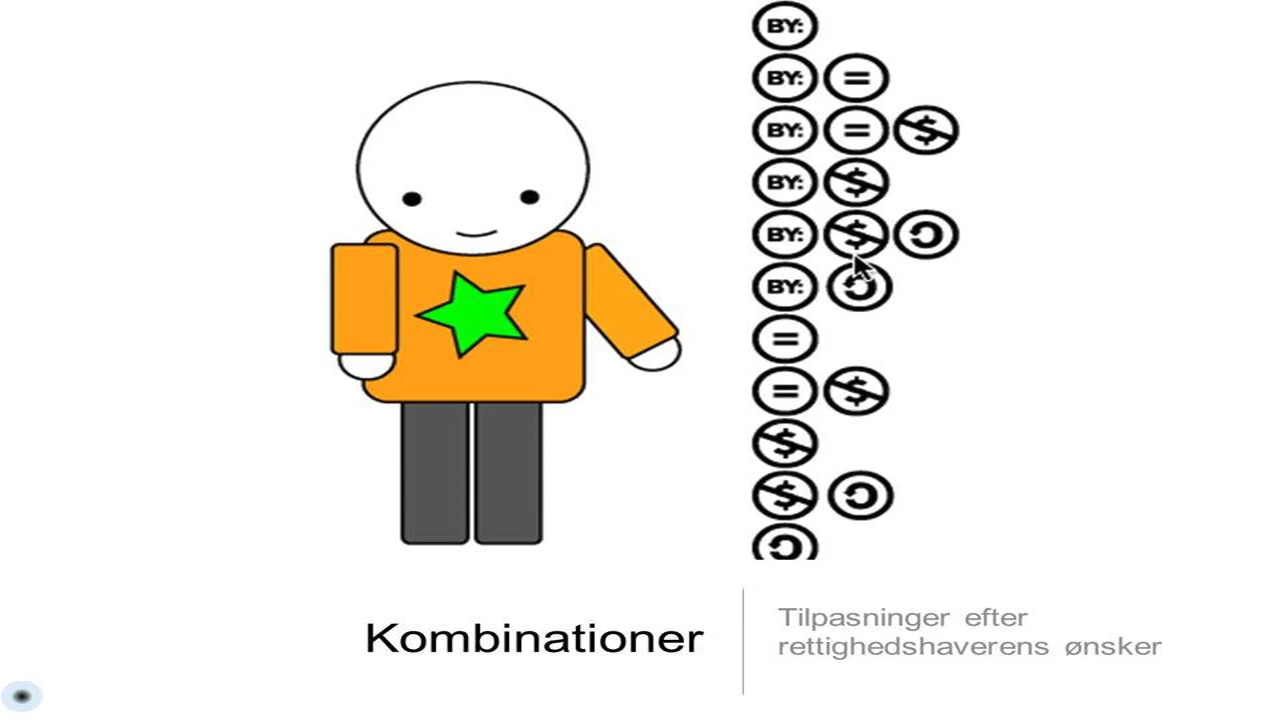 BY:
BY: =
BY: = $
BY: $
BY: $
BY:
=
= $
$
$
Kombinationer
Tilpasninger efter
rettighedshaverens ønsker